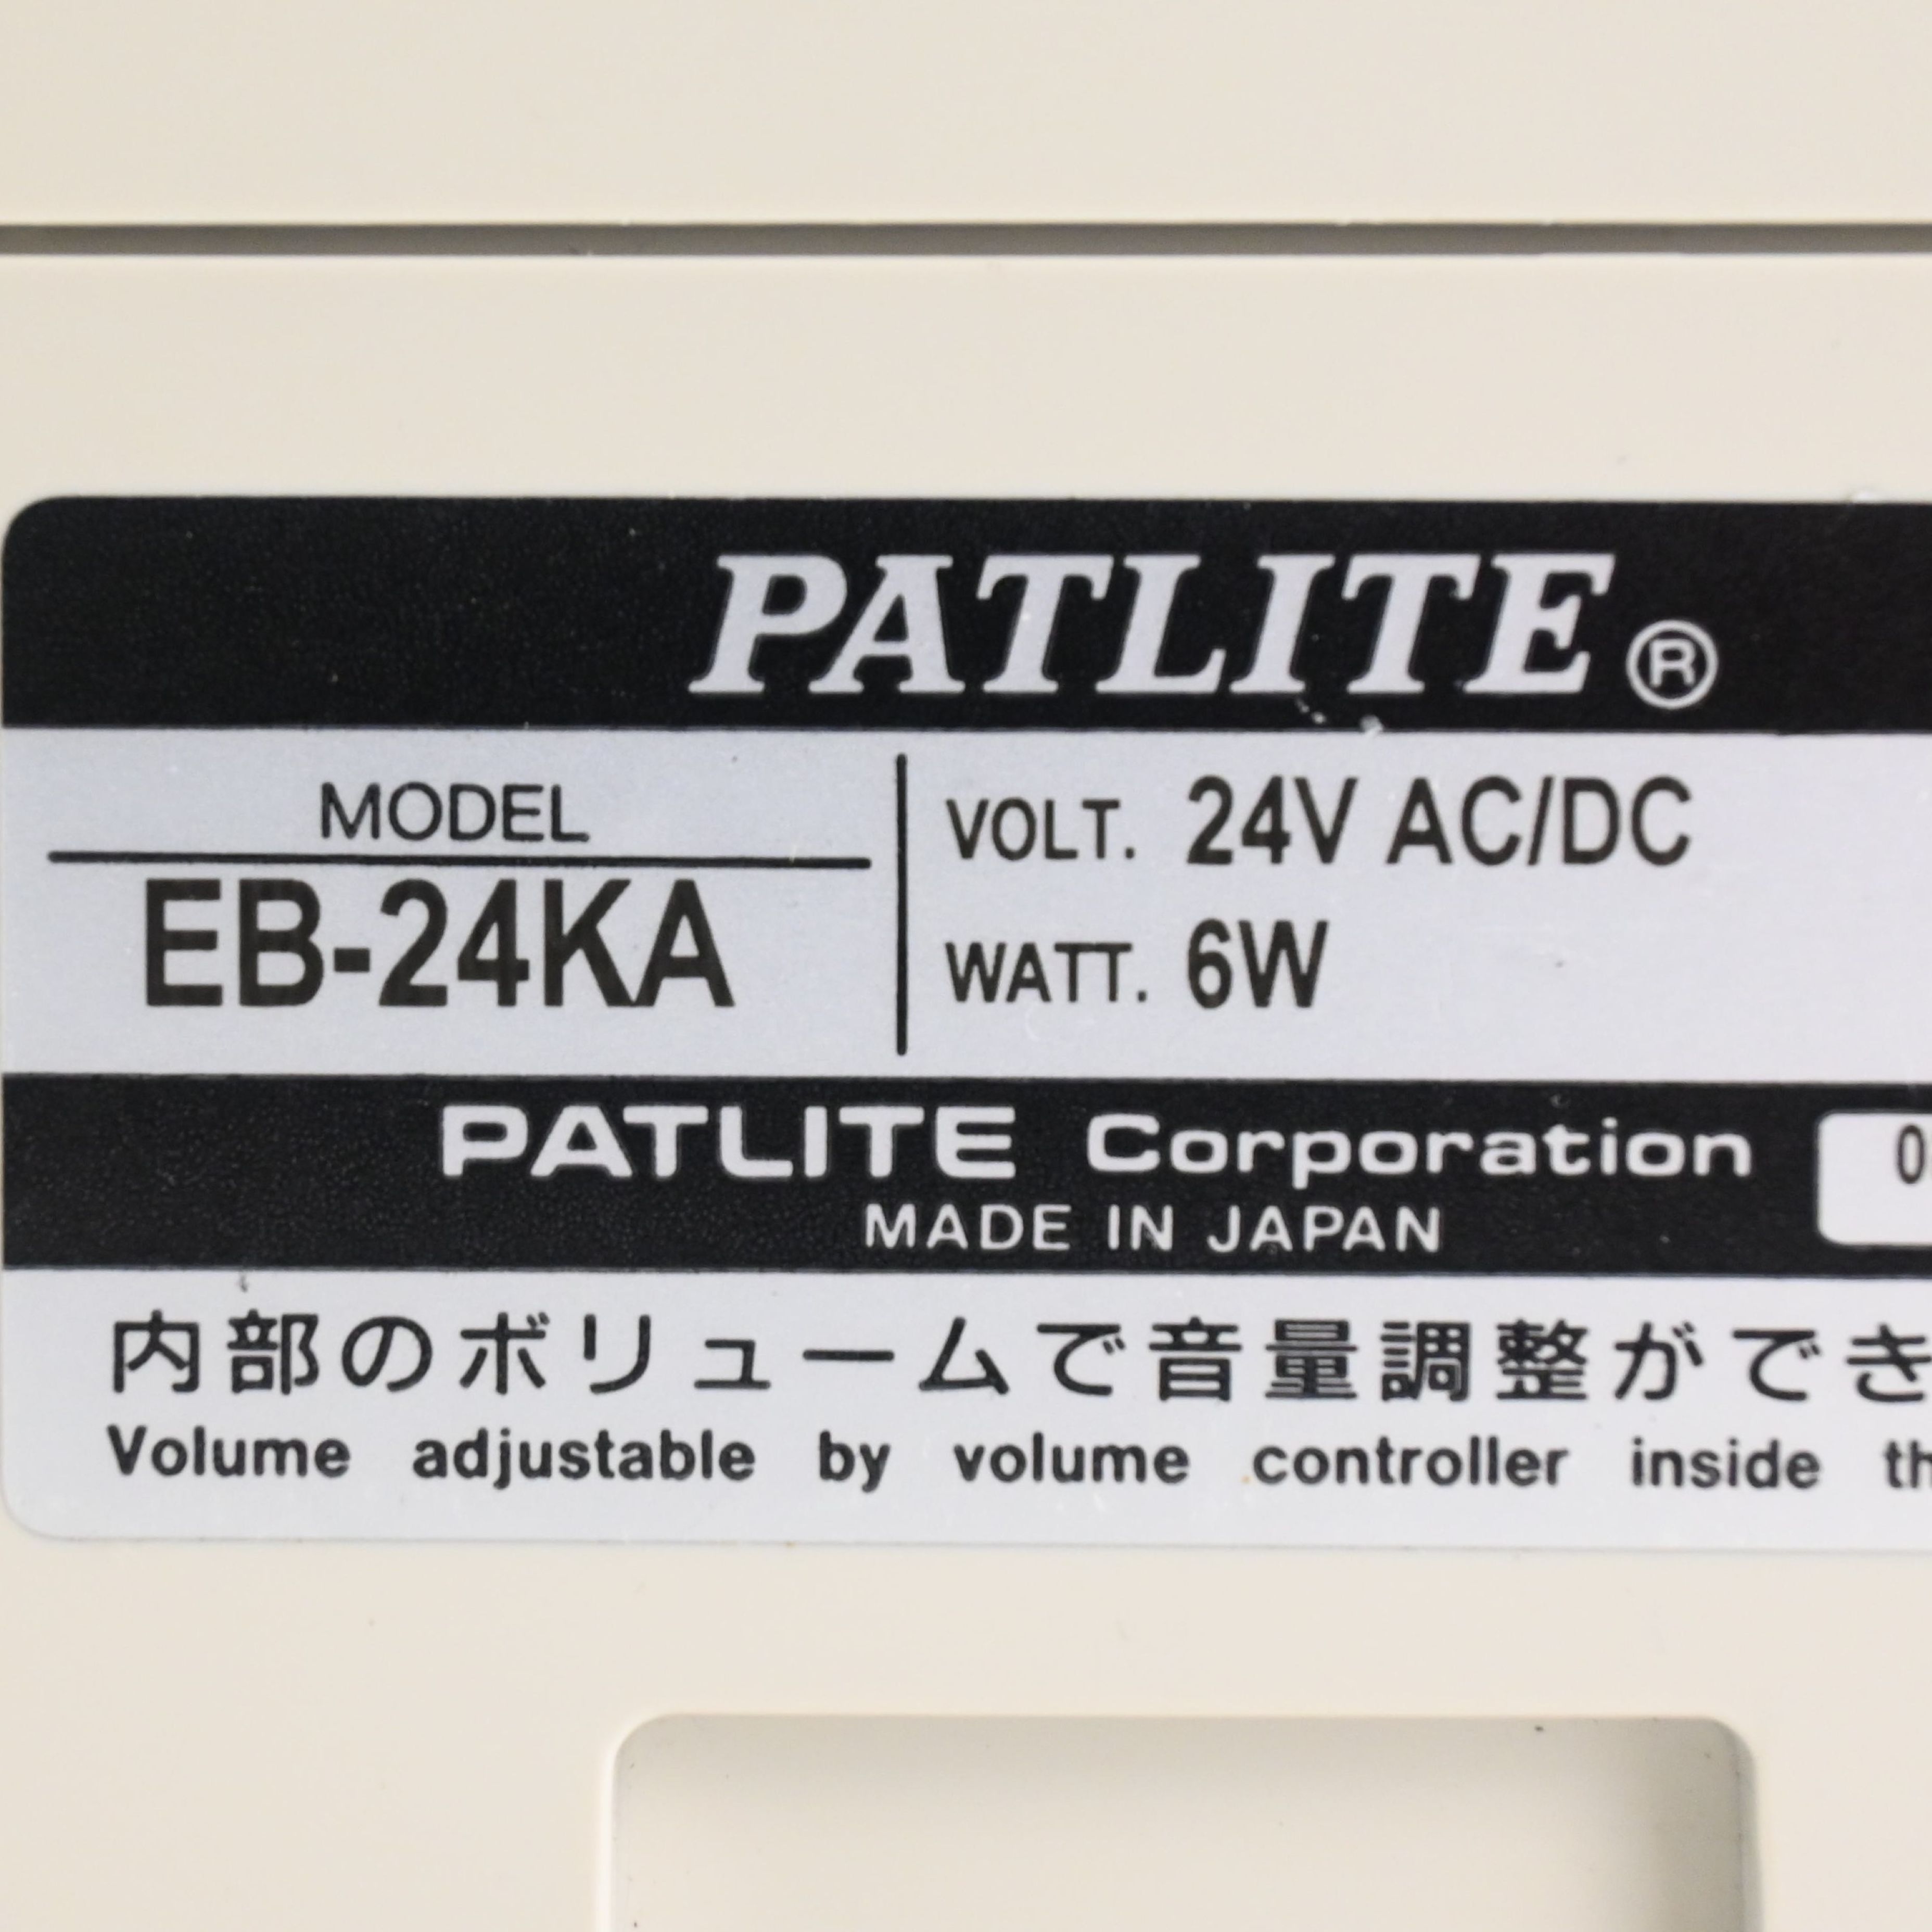 PATLITE®
MODEL
EB-24KA
VOLT. 24V AC/DC
WATT. 6W
PATLITE Corporation
MADE IN JAPAN
内部のボリュームで音量調整ができ
Volume adjustable by volume controller inside